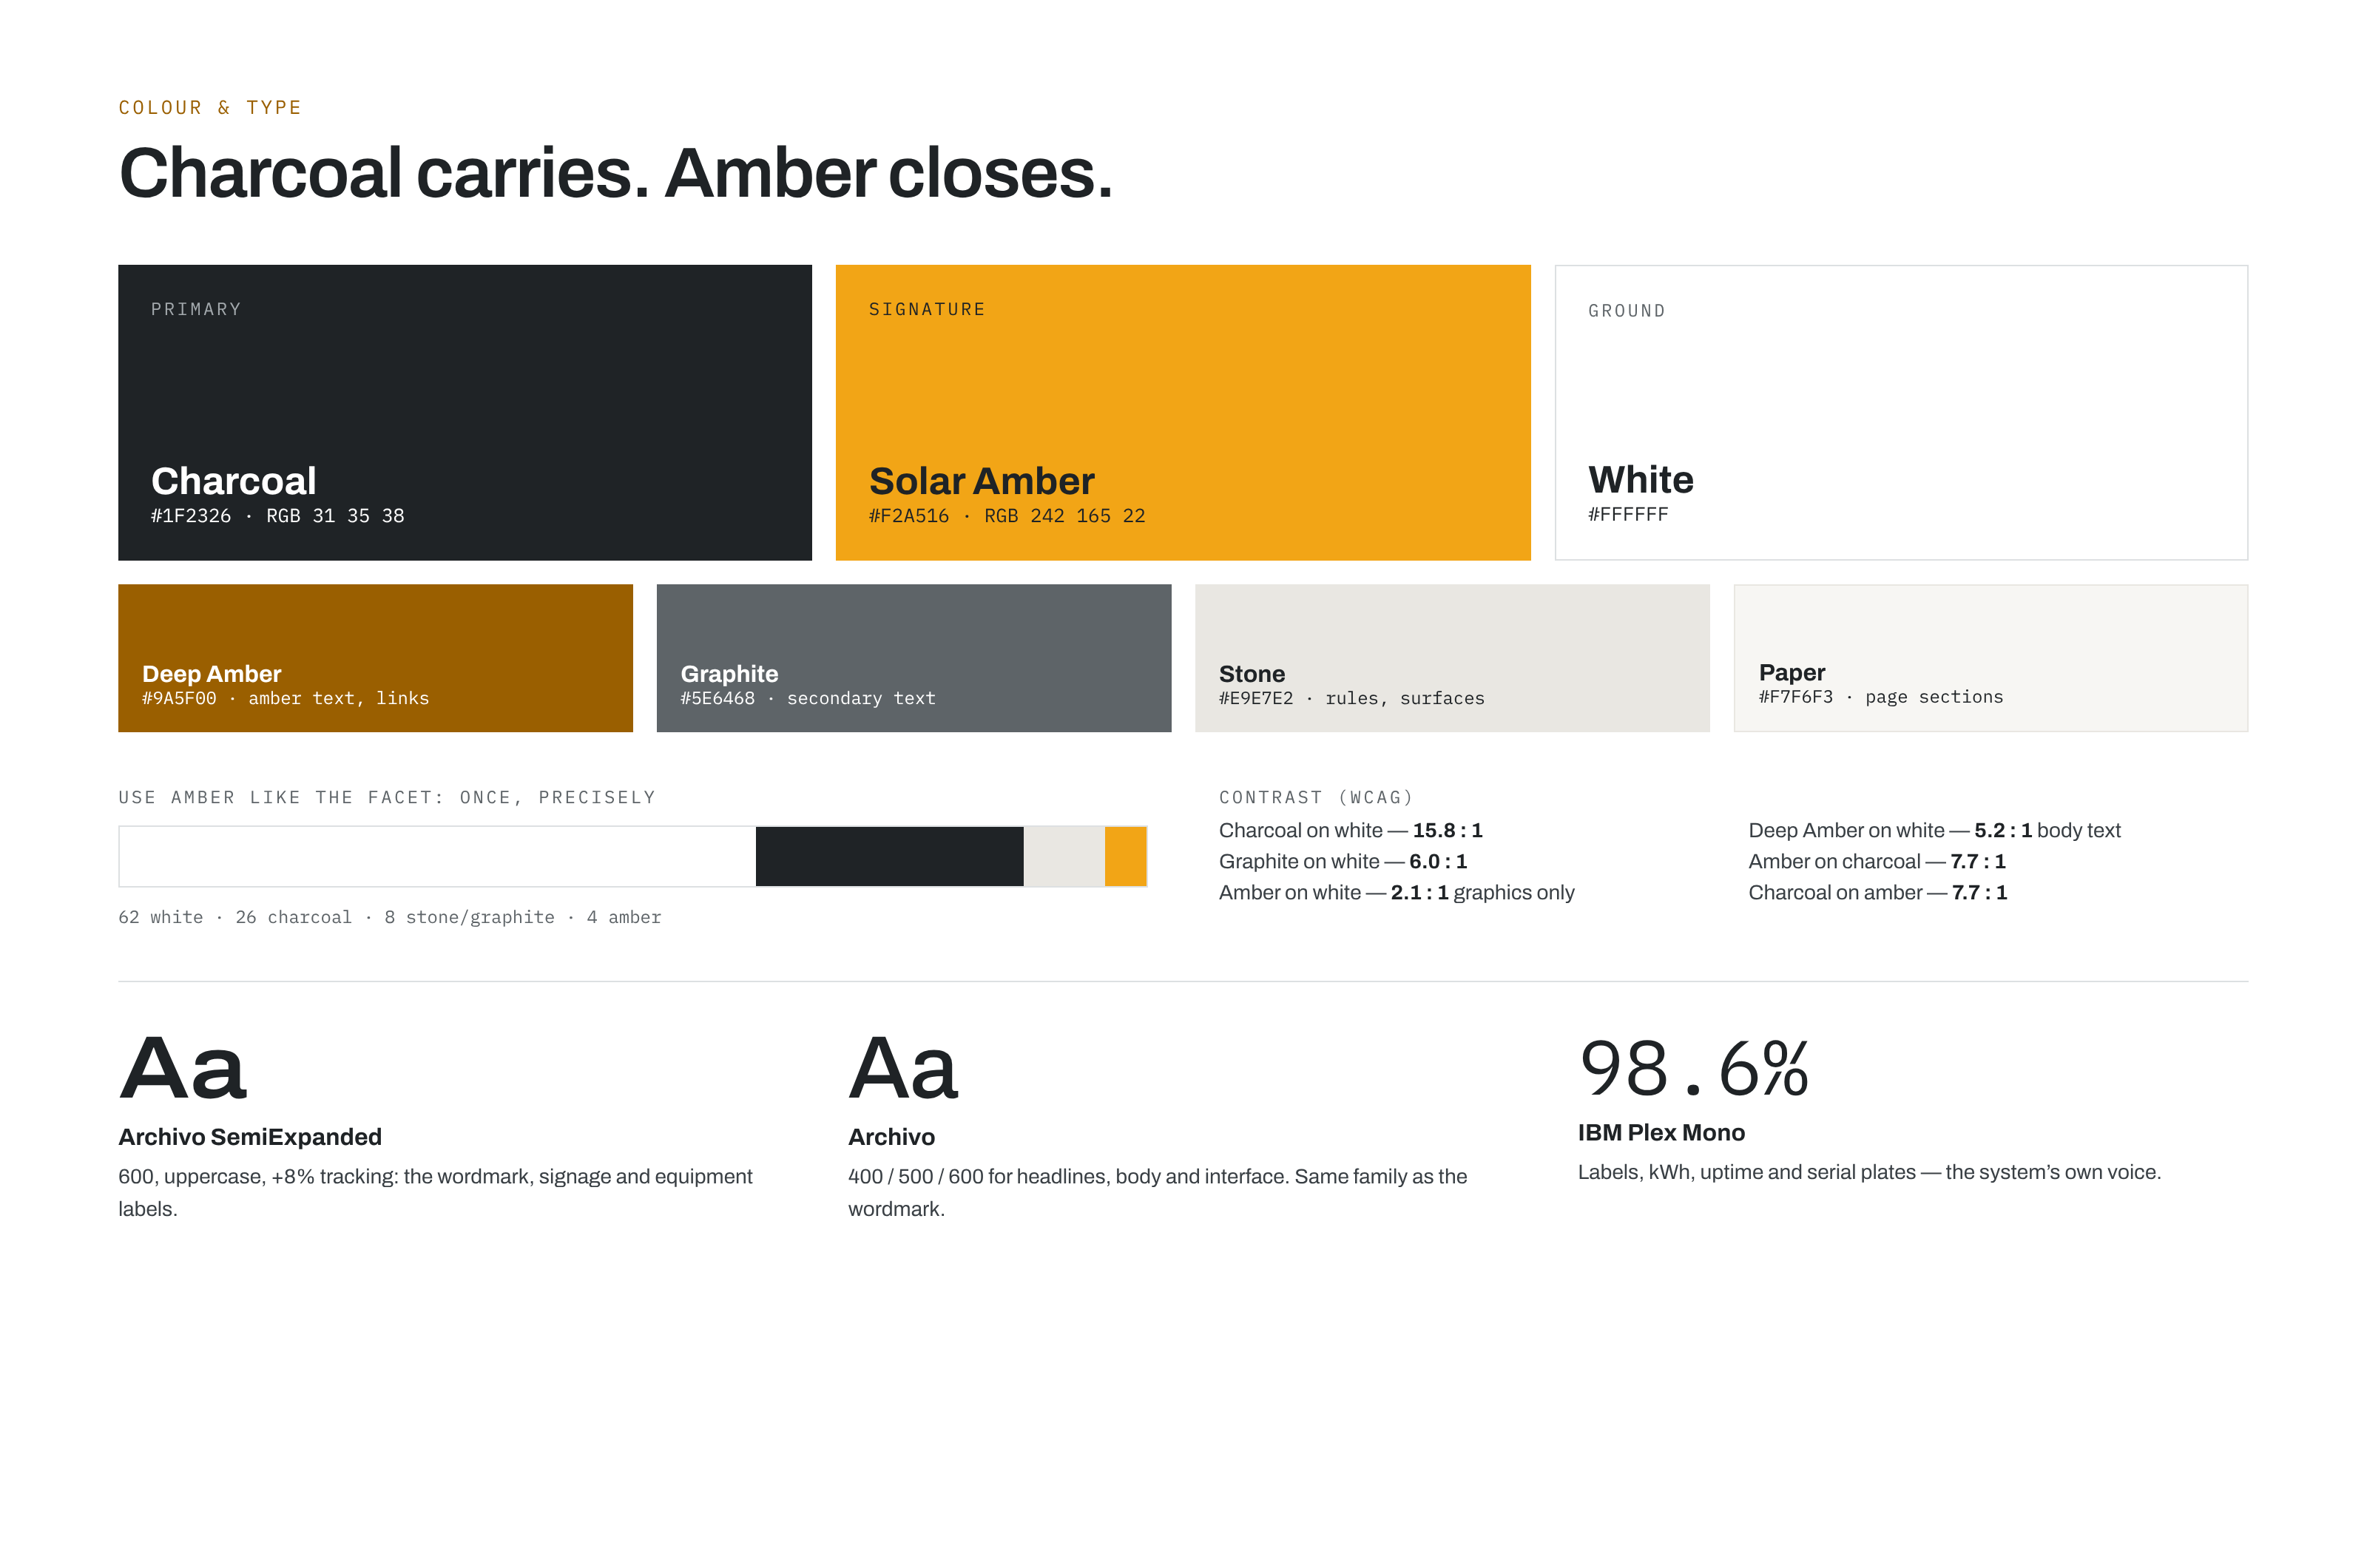 COLOUR & TYPE
Charcoal carries. Amber closes.
PRIMARY
Charcoal
#1F2326 · RGB 31 35 38
SIGNATURE
Solar Amber
#F2A516 · RGB 242 165 22
GROUND
White
#FFFFFF
Deep Amber
#9A5F00 · amber text, links
Graphite
#5E6468 · secondary text
Stone
#E9E7E2 · rules, surfaces
Paper
#F7F6F3 · page sections
USE AMBER LIKE THE FACET: ONCE, PRECISELY
62 white · 26 charcoal · 8 stone/graphite · 4 amber
CONTRAST (WCAG)
Charcoal on white — 15.8 : 1
Graphite on white — 6.0 : 1
Amber on white — 2.1 : 1 graphics only
Deep Amber on white — 5.2 : 1 body text
Amber on charcoal — 7.7 : 1
Charcoal on amber — 7.7 : 1
Aa
Archivo SemiExpanded
600, uppercase, +8% tracking: the wordmark, signage and equipment
labels.
Aa
Archivo
400 / 500 / 600 for headlines, body and interface. Same family as the
wordmark.
98.6%
IBM Plex Mono
Labels, kWh, uptime and serial plates — the system’s own voice.